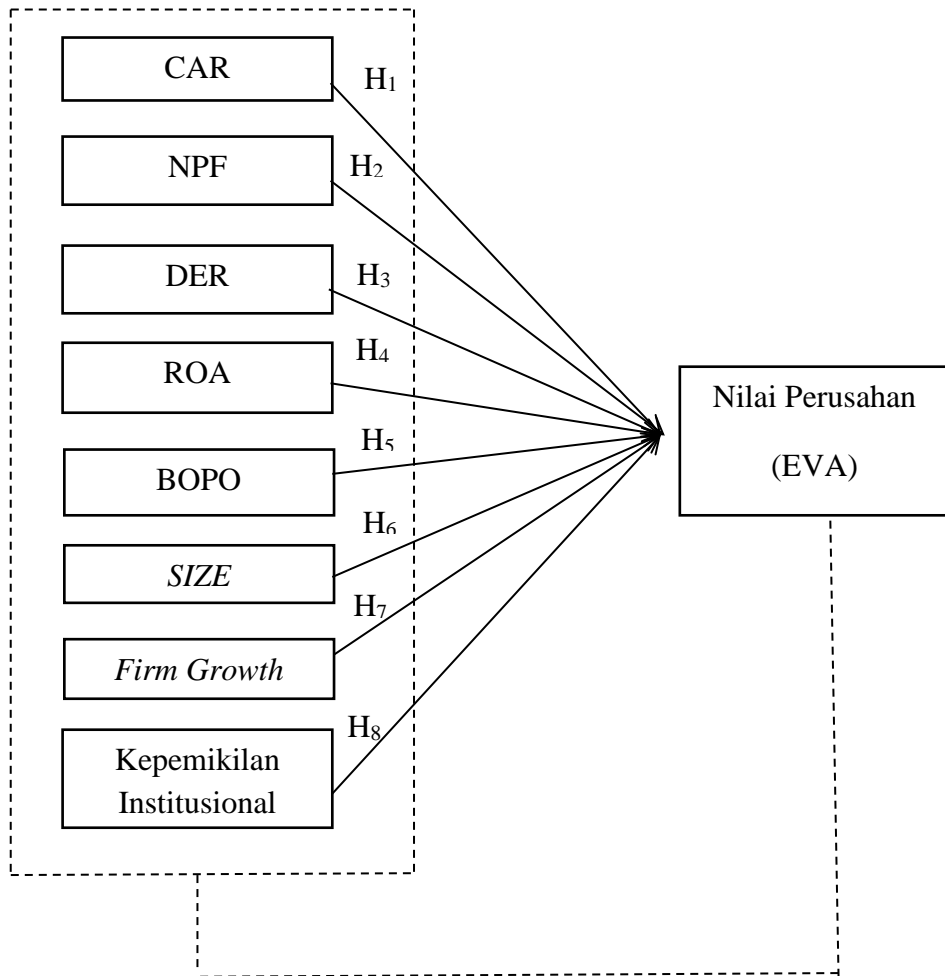 CAR
H1
NPF
H2
DER
H3
ROA
H4
BOPO
H5
SIZE
H6
Firm Growth
H7
Kepemikilan
Institusional
H8
Nilai Perusahan
(EVA)